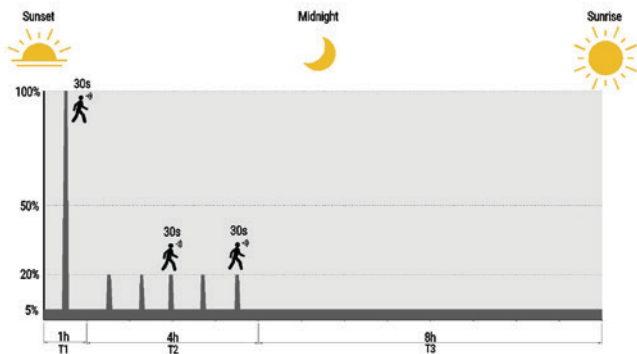 Sunset
Midnight
Sunrise
30s
100%
50%
30s
30s
20%
5%
1h
4h
8h
T1
T2
T3